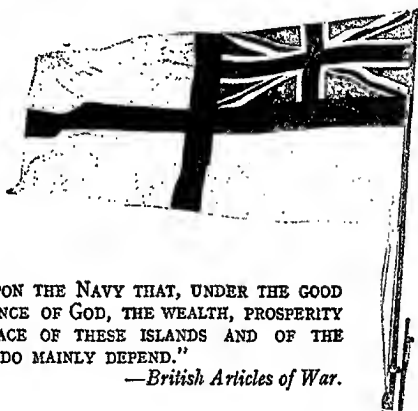 PON THE NAVY THAT, UNDER THE GOOD
NCE OF GOD, THE WEALTH, PROSPERITY
ACE OF THESE ISLANDS AND OF THE
DO MAINLY DEPEND."
—British Articles of War.